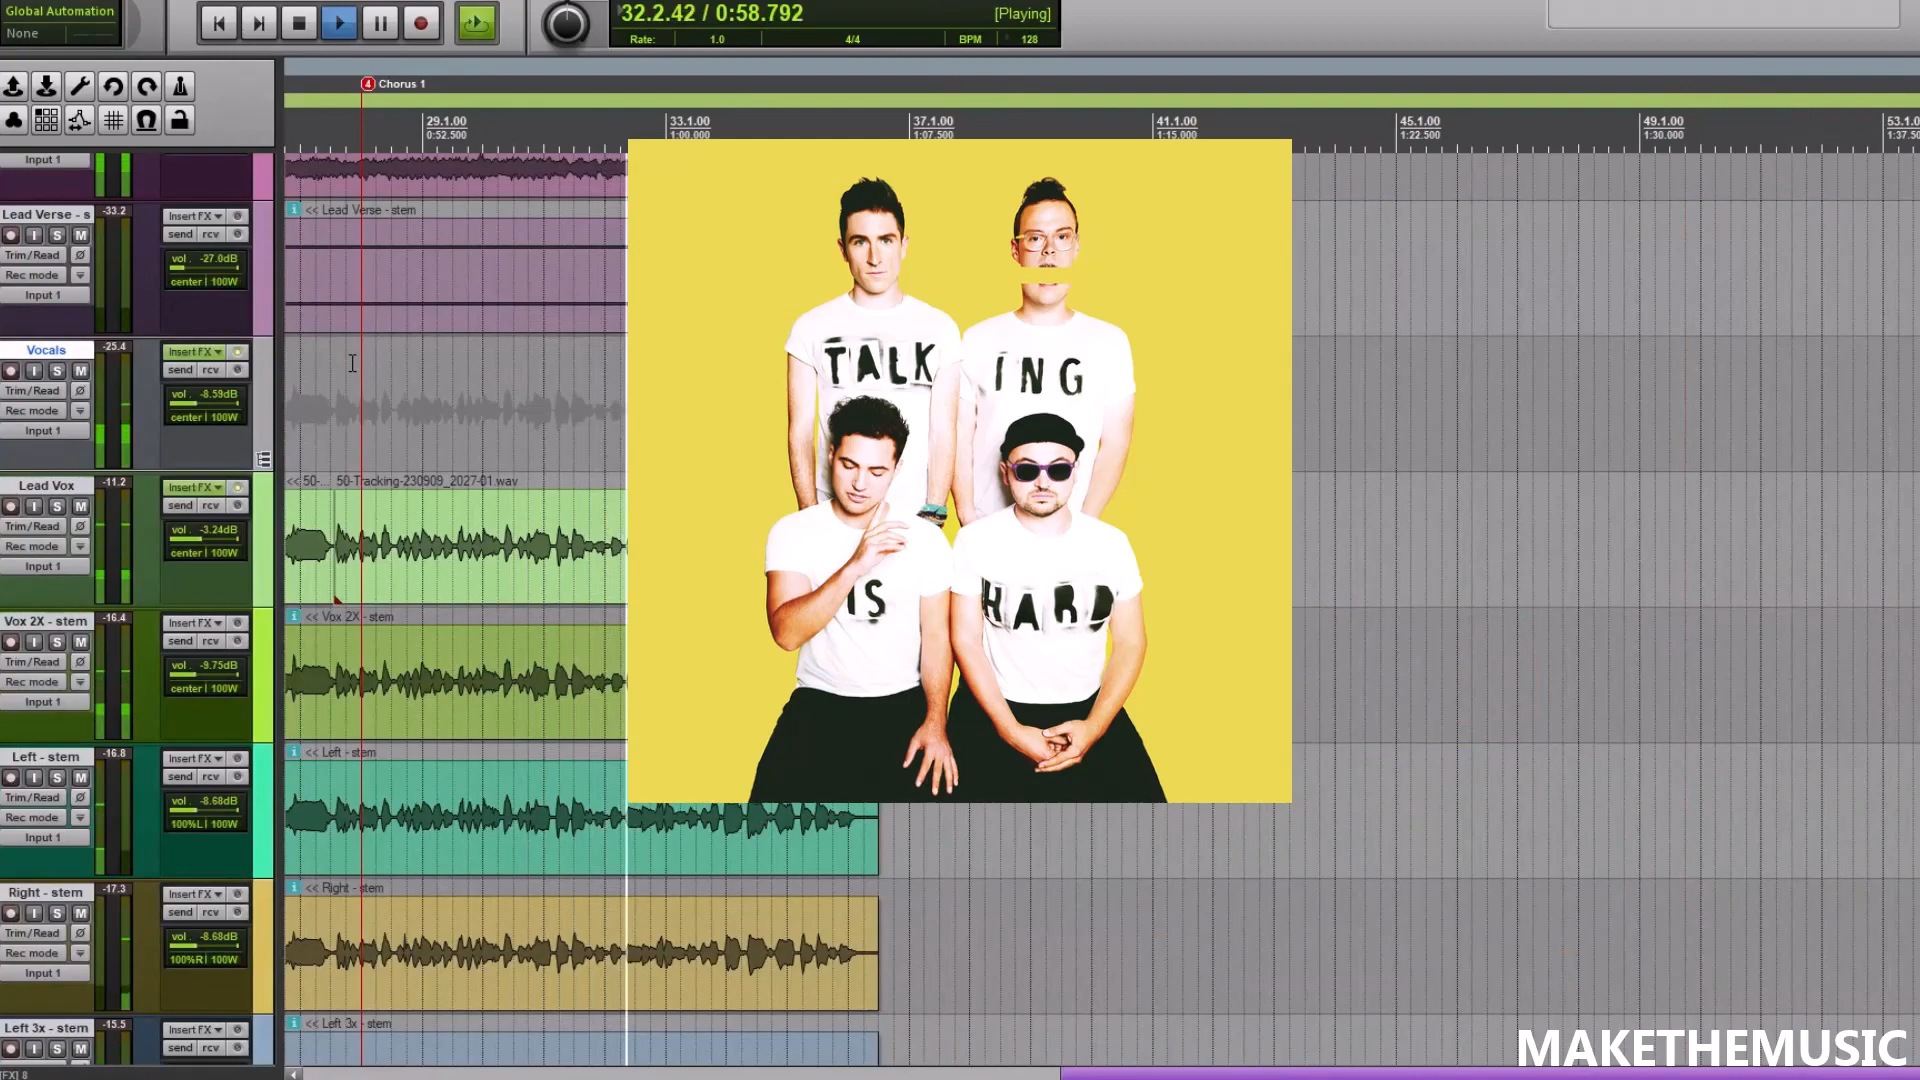 Global Automation
None
32.2.42 / 0:58.792
[Playing]
Rate:
1.0
4/4
BPM
128
4
Chorus 1
29.1.00
0:52.500
33.1.00
1:00.000
37.1.00
1:07.500
41.1.00
1:15.000
45.1.00
1:22.500
49.1.00
1:30.000
53.1.0
1:37.50
Input 1
Lead Verse - s
-33.2
Insert FX
I S M
send rcv
Trim/Read Ø
vol. -27.0dB
Rec mode
center | 100W
Input 1
<< Lead Verse - stem
Vocals
-25.4
Insert FX
I S M
send rcv
Trim/Read Ø
vol. -8.59dB
Rec mode
center | 100W
Input 1
Lead Vox
-11.2
Insert FX
I S M
send rcv
Trim/Read Ø
vol. -3.24dB
Rec mode
center | 100W
Input 1
<< 50-... 50-Tracking-230909_2027-01.wav
Vox 2X - stem
-16.4
Insert FX
I S M
send rcv
Trim/Read Ø
vol. -9.75dB
Rec mode
center | 100W
Input 1
i << Vox 2X - stem
Left - stem
-16.8
Insert FX
I S M
send rcv
Trim/Read Ø
vol. -8.68dB
Rec mode
100%L | 100W
Input 1
i << Left - stem
Right - stem
-17.3
Insert FX
I S M
send rcv
Trim/Read Ø
vol. -8.68dB
Rec mode
100%R | 100W
Input 1
i << Right - stem
Left 3x - stem
-15.5
Insert FX
I S M
send rcv
i << Left 3x - stem
[FX] 8
TALK
ING
IS
HARD
MAKETHEMUSIC